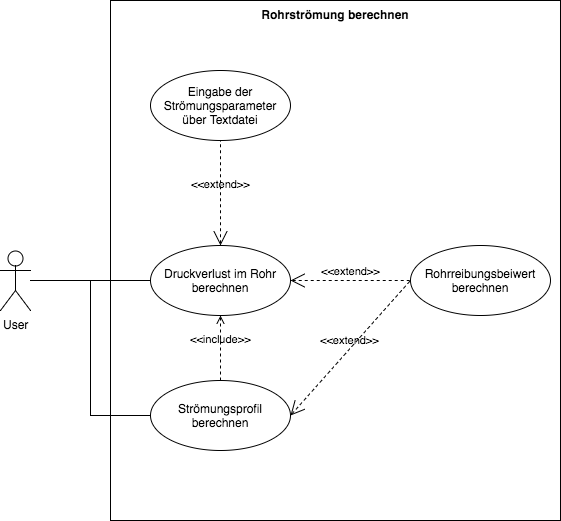 Rohrströmung berechnen
Eingabe der
Strömungsparameter
über Textdatei
<<extend>>
Druckverlust im Rohr
berechnen
<<extend>>
Rohrreibungsbeiwert
berechnen
User
<<include>>
<<extend>>
Strömungsprofil
berechnen